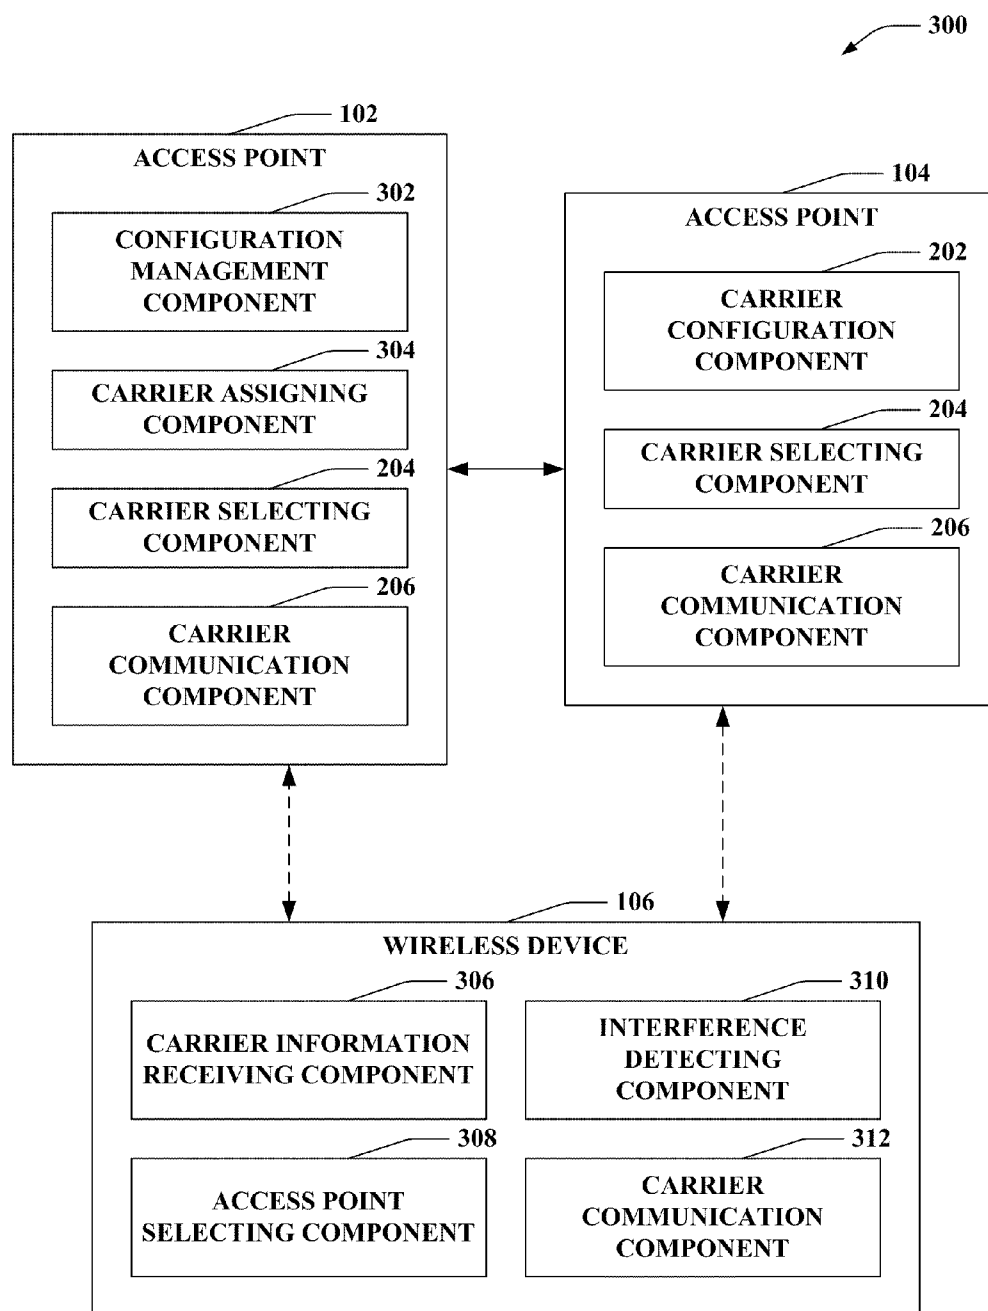 300
102
ACCESS POINT
302
CONFIGURATION
MANAGEMENT
COMPONENT
304
CARRIER ASSIGNING
COMPONENT
204
CARRIER SELECTING
COMPONENT
206
CARRIER
COMMUNICATION
COMPONENT
104
ACCESS POINT
202
CARRIER
CONFIGURATION
COMPONENT
204
CARRIER SELECTING
COMPONENT
206
CARRIER
COMMUNICATION
COMPONENT
106
WIRELESS DEVICE
306
CARRIER INFORMATION
RECEIVING COMPONENT
310
INTERFERENCE
DETECTING
COMPONENT
308
ACCESS POINT
SELECTING COMPONENT
312
CARRIER
COMMUNICATION
COMPONENT